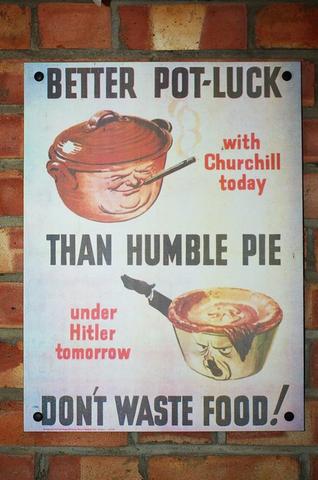 BETTER POT-LUCK
with
Churchill
today
THAN HUMBLE PIE
under
Hitler
tomorrow
DON'T WASTE FOOD!